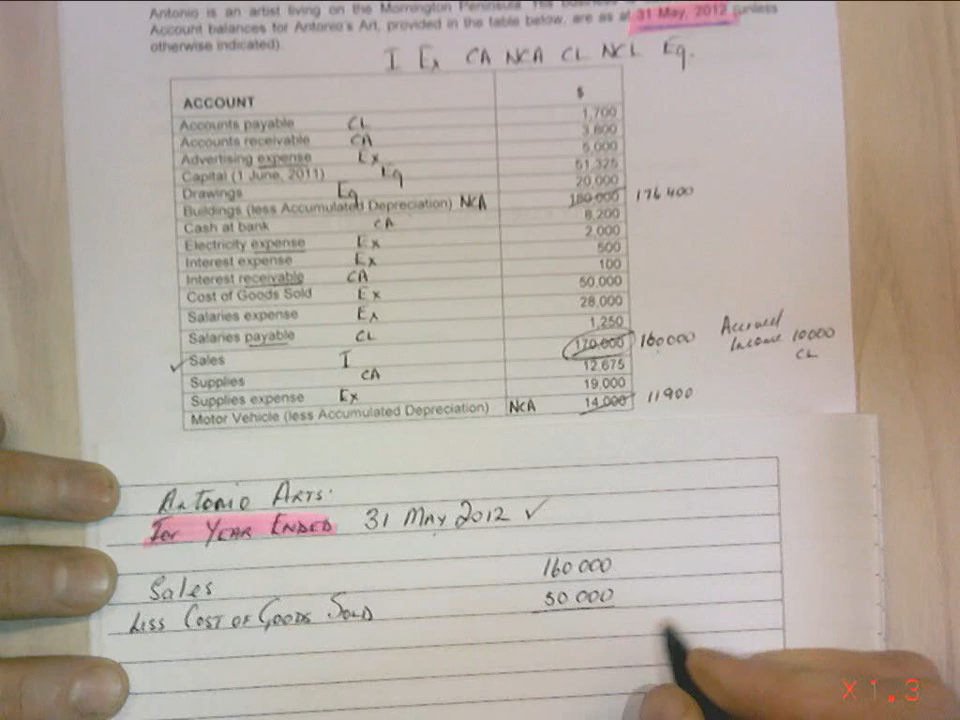 Antonio is an artist living on the Mornington Peninsula. His business
Account balances for Antonio's Art, provided in the table below, are as at 31 May, 2012 (unless
otherwise indicated)
I Ex CA NCA CL NCL Eq.
ACCOUNT $
Accounts payable CL 1,700
Accounts receivable CA 3,600
Advertising expense Ex 5,000
Capital (1 June, 2011) Eq 51,325
Drawings Eq 20,000
Buildings (less Accumulated Depreciation) NCA 180,000 176 400
Cash at bank CA 8,200
Electricity expense Ex 2,000
Interest expense Ex 500
Interest receivable CA 100
Cost of Goods Sold Ex 50,000
Salaries expense Ex 28,000
Salaries payable CL 1,250
Sales I 170,000 160000 Accrued Income 10000 CL
Supplies CA 12,675
Supplies expense Ex 19,000
Motor Vehicle (less Accumulated Depreciation) NCA 14,000 11900
Antonio Arts.
For Year Ended 31 May 2012 ✓
Sales 160 000
Less Cost of Goods Sold 50 000
X1.3